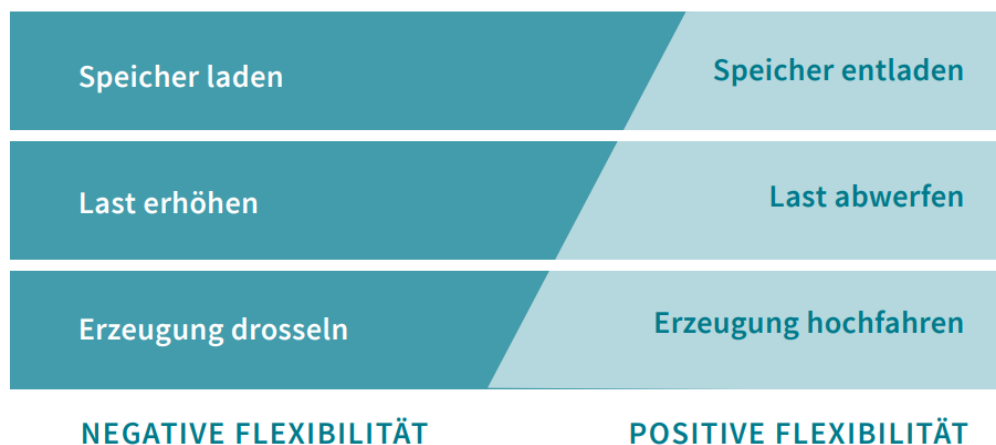 Speicher laden
Speicher entladen
Last erhöhen
Last abwerfen
Erzeugung drosseln
Erzeugung hochfahren
NEGATIVE FLEXIBILITÄT
POSITIVE FLEXIBILITÄT